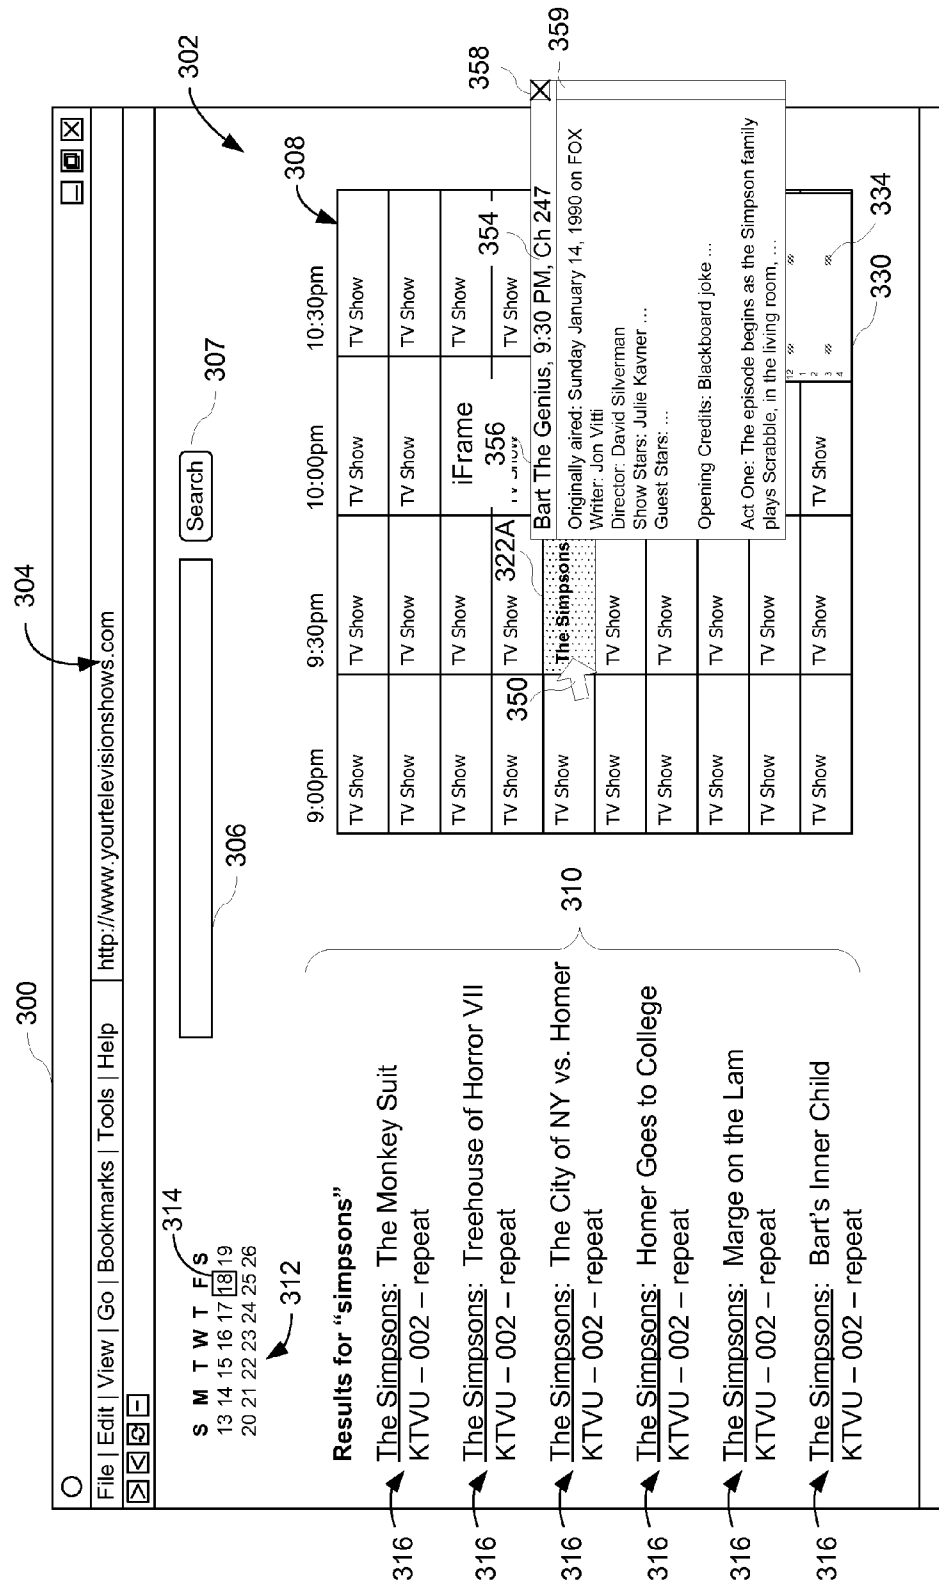 300
304
302
File | Edit | View | Go | Bookmarks | Tools | Help
http://www.yourtelevisionshows.com
S M T W T F S
13 14 15 16 17 18 19
20 21 22 23 24 25 26
314
312
306
Search
307
308
Results for “simpsons”
316
The Simpsons: The Monkey Suit
KTVU – 002 – repeat
316
The Simpsons: Treehouse of Horror VII
KTVU – 002 – repeat
316
The Simpsons: The City of NY vs. Homer
KTVU – 002 – repeat
316
The Simpsons: Homer Goes to College
KTVU – 002 – repeat
316
The Simpsons: Marge on the Lam
KTVU – 002 – repeat
316
The Simpsons: Bart’s Inner Child
KTVU – 002 – repeat
310
9:00pm 9:30pm 10:00pm 10:30pm
TV Show TV Show TV Show TV Show
TV Show TV Show TV Show TV Show
TV Show TV Show iFrame TV Show
TV Show TV Show TV Show TV Show
350
322A
356
354
358
359
The Simpsons
Bart The Genius, 9:30 PM, Ch 247
Originally aired: Sunday January 14, 1990 on FOX
Writer: Jon Vitti
Director: David Silverman
Show Stars: Julie Kavner ...
Guest Stars: ...
Opening Credits: Blackboard joke ...
Act One: The episode begins as the Simpson family
plays Scrabble, in the living room, ...
TV Show
TV Show TV Show
TV Show TV Show
TV Show TV Show
TV Show TV Show
TV Show TV Show TV Show
12
1
2
3
4
334
330